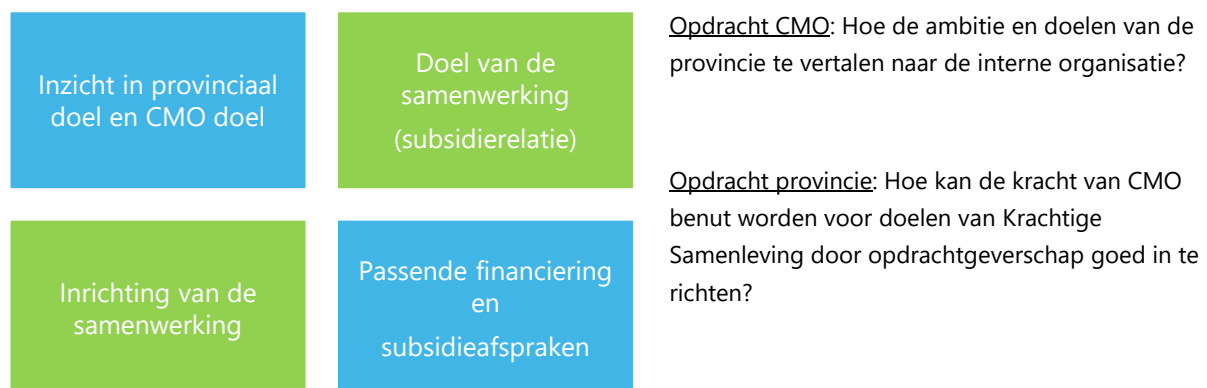 Inzicht in provinciaal
doel en CMO doel
Doel van de
samenwerking
(subsidierelatie)
Inrichting van de
samenwerking
Passende financiering
en
subsidieafspraken
Opdracht CMO: Hoe de ambitie en doelen van de
provincie te vertalen naar de interne organisatie?
Opdracht provincie: Hoe kan de kracht van CMO
benut worden voor doelen van Krachtige
Samenleving door opdrachtgeverschap goed in te
richten?